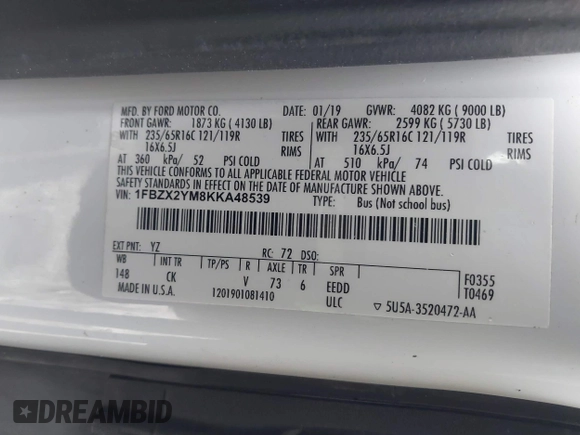 MFD. BY FORD MOTOR CO. DATE: 01/19 GVWR: 4082 KG ( 9000 LB)
FRONT GAWR: 1873 KG ( 4130 LB) REAR GAWR: 2599 KG ( 5730 LB)
WITH 235/65R16C 121/119R TIRES WITH 235/65R16C 121/119R TIRES
16X6.5J RIMS 16X6.5J RIMS
AT 360 kPa/ 52 PSI COLD AT 510 kPa/ 74 PSI COLD
THIS VEHICLE CONFORMS TO ALL APPLICABLE FEDERAL MOTOR VEHICLE
SAFETY STANDARDS IN EFFECT ON THE DATE OF MANUFACTURE SHOWN ABOVE.
VIN: 1FBZX2YM8KKA48539 TYPE: Bus (Not school bus)
EXT PNT: YZ RC: 72 DSO:
WB INT TR TP/PS R AXLE TR SPR F0355
148 CK V 73 6 EEDD T0469
MADE IN U.S.A. 1201901081410 ULC ▽ 5U5A-3520472-AA
DREAMBID